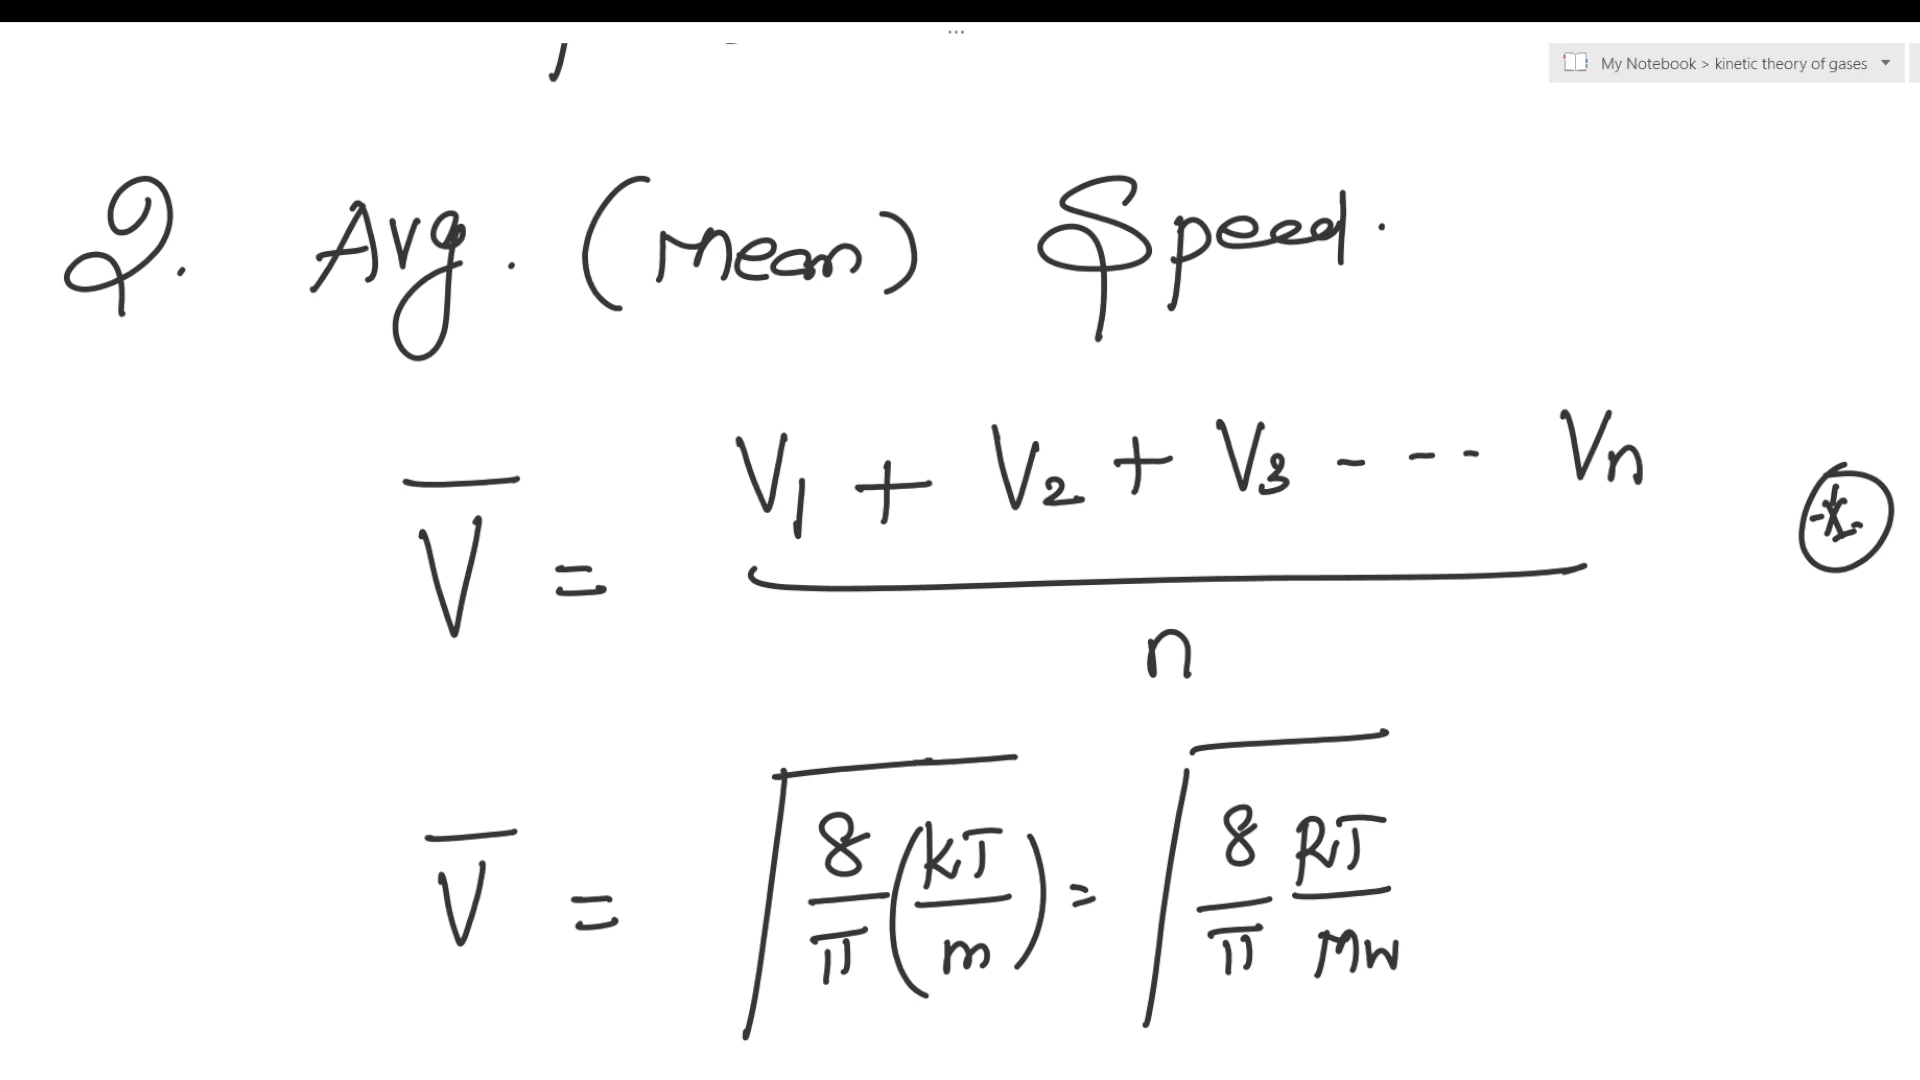 ...
My Notebook > kinetic theory of gases
2. Avg. (Mean) Speed.
V̅ = (V₁ + V₂ + V₃ - - - Vn) / n
*
V̅ = √(8/π (kT/m)) = √(8/π RT/Mw)